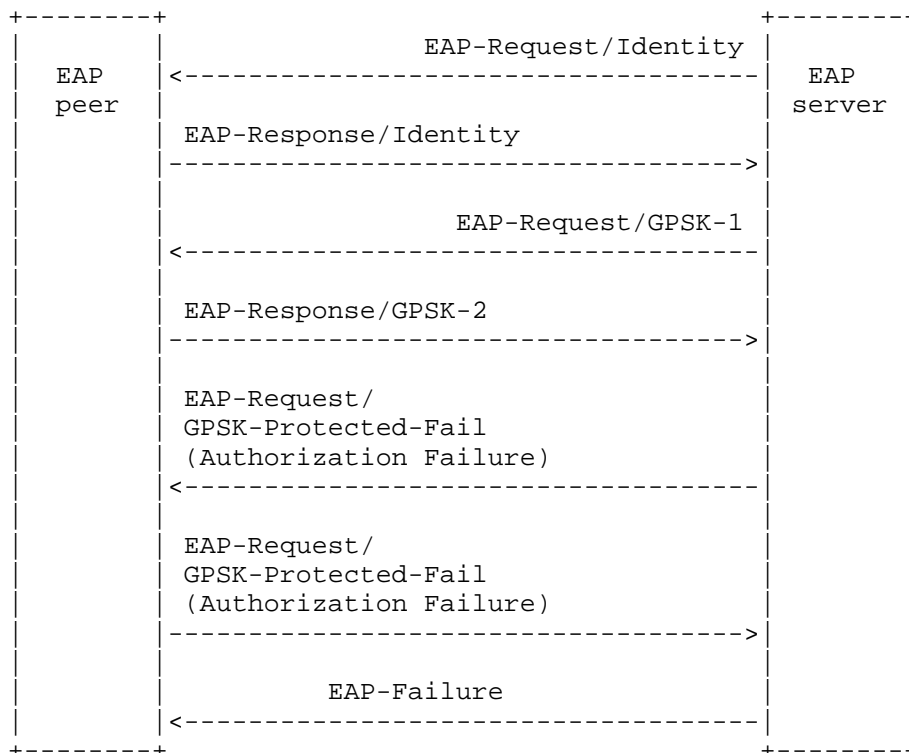 EAP-Request/Identity
EAP
EAP
peer
server
EAP-Response/Identity
EAP-Request/GPSK-1
EAP-Response/GPSK-2
EAP-Request/
GPSK-Protected-Fail
(Authorization Failure)
EAP-Request/
GPSK-Protected-Fail
(Authorization Failure)
EAP-Failure